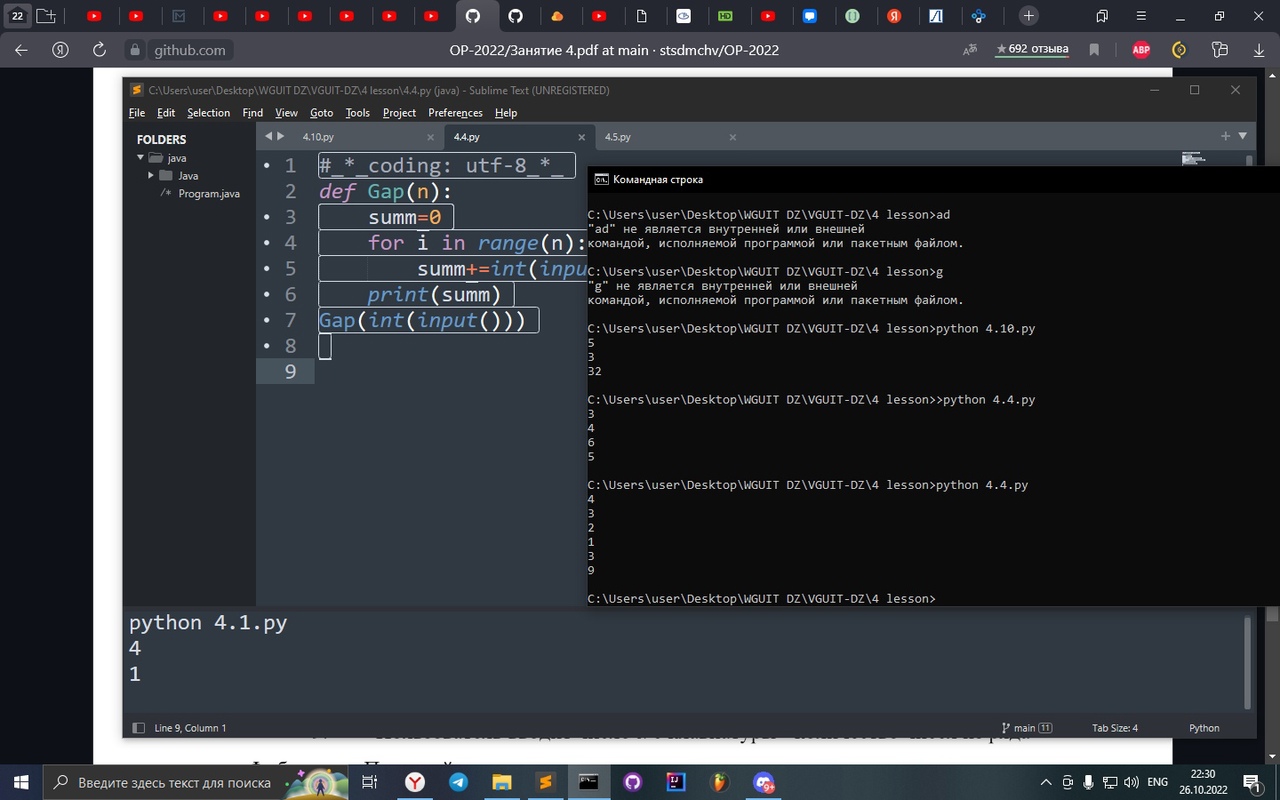 22
github.com
OP-2022/Занятие 4.pdf at main · stsdmchv/OP-2022
★ 692 отзыва
ABP
C:\Users\user\Desktop\WGUIT DZ\VGUIT-DZ\4 lesson\4.4.py (java) - Sublime Text (UNREGISTERED)
File Edit Selection Find View Goto Tools Project Preferences Help
FOLDERS
java
Java
Program.java
4.10.py
4.4.py
4.5.py
1 #_*_coding: utf-8_*_
2 def Gap(n):
3 summ=0
4 for i in range(n):
5 summ+=int(inpu
6 print(summ)
7 Gap(int(input()))
8
9
Командная строка
C:\Users\user\Desktop\WGUIT DZ\VGUIT-DZ\4 lesson>ad
"ad" не является внутренней или внешней
командой, исполняемой программой или пакетным файлом.
C:\Users\user\Desktop\WGUIT DZ\VGUIT-DZ\4 lesson>g
"g" не является внутренней или внешней
командой, исполняемой программой или пакетным файлом.
C:\Users\user\Desktop\WGUIT DZ\VGUIT-DZ\4 lesson>python 4.10.py
5
3
32
C:\Users\user\Desktop\WGUIT DZ\VGUIT-DZ\4 lesson>>python 4.4.py
3
4
6
5
C:\Users\user\Desktop\WGUIT DZ\VGUIT-DZ\4 lesson>python 4.4.py
4
3
2
1
3
9
C:\Users\user\Desktop\WGUIT DZ\VGUIT-DZ\4 lesson>
python 4.1.py
4
1
Line 9, Column 1
main 11
Tab Size: 4
Python
Введите здесь текст для поиска
9+
ENG
22:30
26.10.2022
1